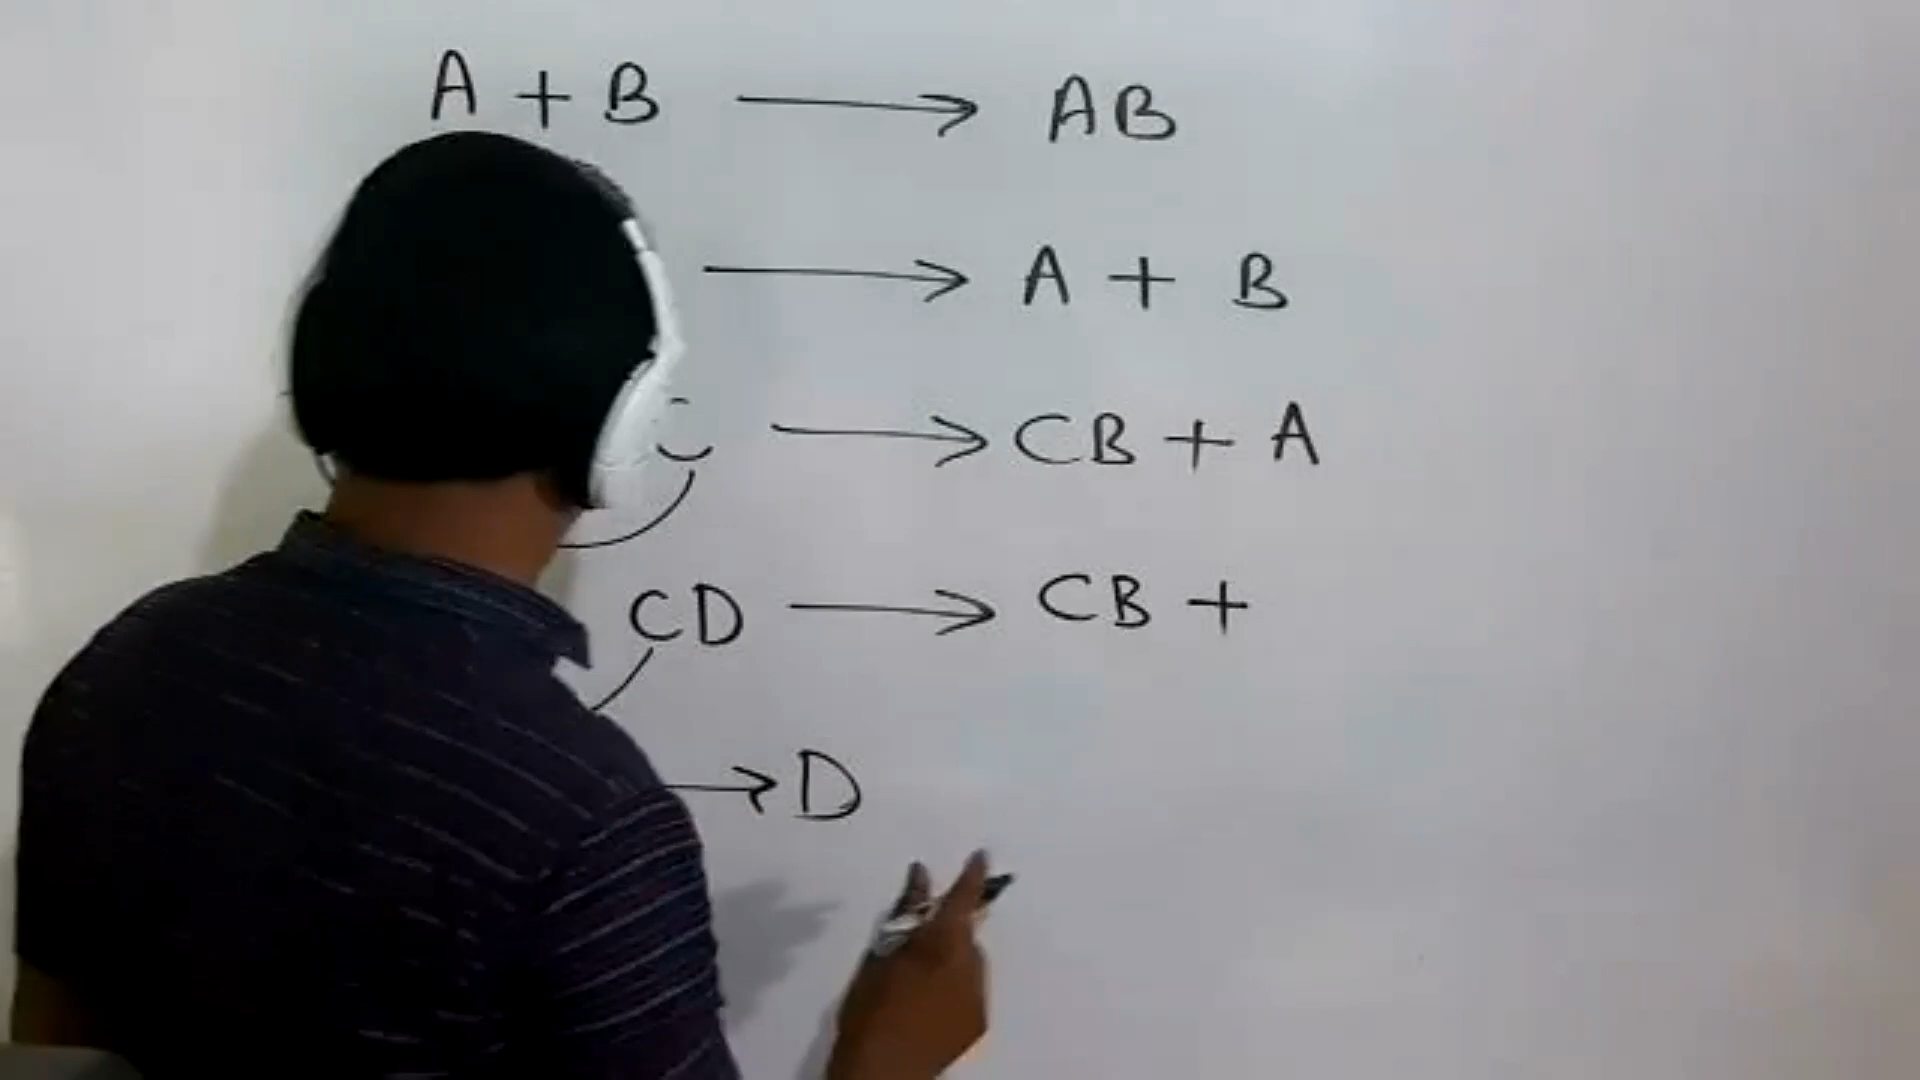 A + B → AB
→ A + B
C → CB + A
CD → CB +
→ D